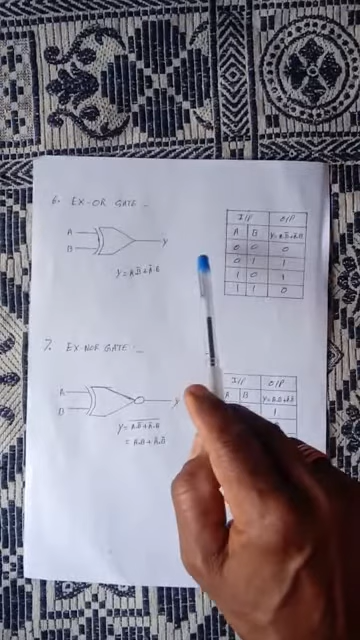 6. EX-OR GATE -
I/P O/P
A B Y=A.B̅+A̅.B
0 0 0
0 1 1
1 0 1
1 1 0
A
B
Y
Y=A.B̅+A̅.B
7. EX-NOR GATE :-
I/P O/P
A B
1
A
B
Y